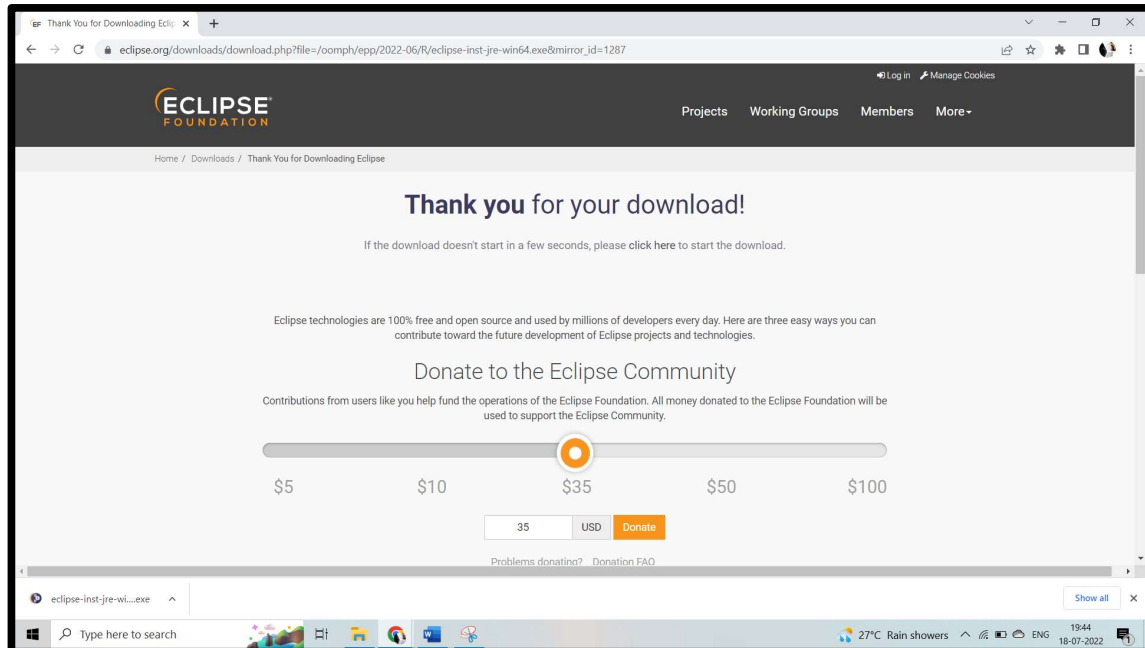 EF Thank You for Downloading Eclip
eclipse.org/downloads/download.php?file=/oomph/epp/2022-06/R/eclipse-inst-jre-win64.exe&mirror_id=1287
Log in Manage Cookies
ECLIPSE
FOUNDATION
Projects Working Groups Members More
Home / Downloads / Thank You for Downloading Eclipse
Thank you for your download!
If the download doesn't start in a few seconds, please click here to start the download.
Eclipse technologies are 100% free and open source and used by millions of developers every day. Here are three easy ways you can
contribute toward the future development of Eclipse projects and technologies.
Donate to the Eclipse Community
Contributions from users like you help fund the operations of the Eclipse Foundation. All money donated to the Eclipse Foundation will be
used to support the Eclipse Community.
$5 $10 $35 $50 $100
35 USD Donate
Problems donating? Donation FAQ
eclipse-inst-jre-wi....exe
Show all
Type here to search
27°C Rain showers ENG 19:44
18-07-2022
1